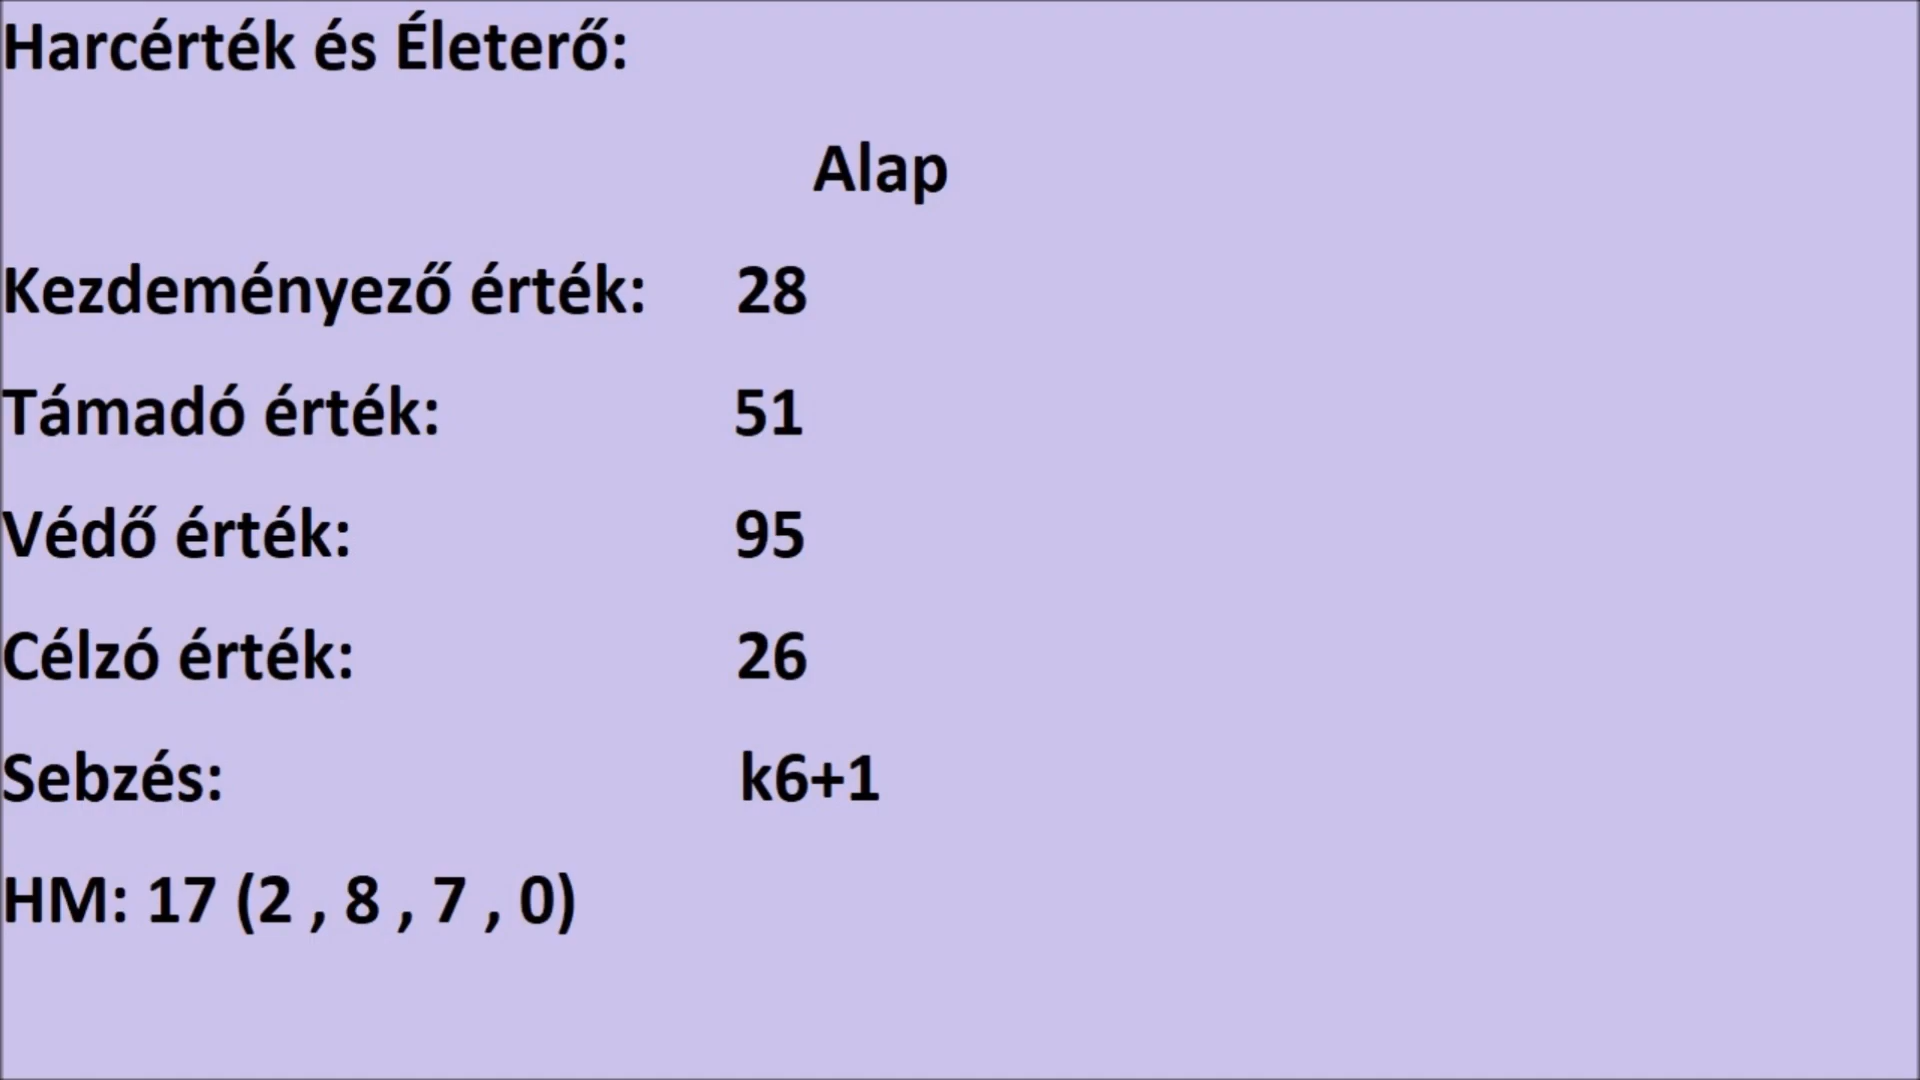 Harcérték és Életerő:
Alap
Kezdeményező érték: 28
Támadó érték: 51
Védő érték: 95
Célzó érték: 26
Sebzés: k6+1
HM: 17 (2 , 8 , 7 , 0)